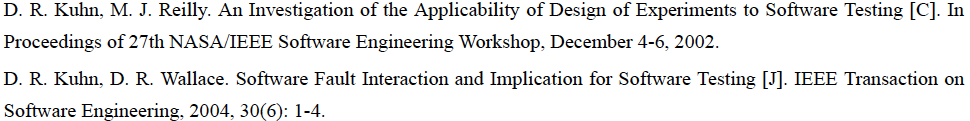 D. R. Kuhn, M. J. Reilly. An Investigation of the Applicability of Design of Experiments to Software Testing [C]. In
Proceedings of 27th NASA/IEEE Software Engineering Workshop, December 4-6, 2002.
D. R. Kuhn, D. R. Wallace. Software Fault Interaction and Implication for Software Testing [J]. IEEE Transaction on
Software Engineering, 2004, 30(6): 1-4.